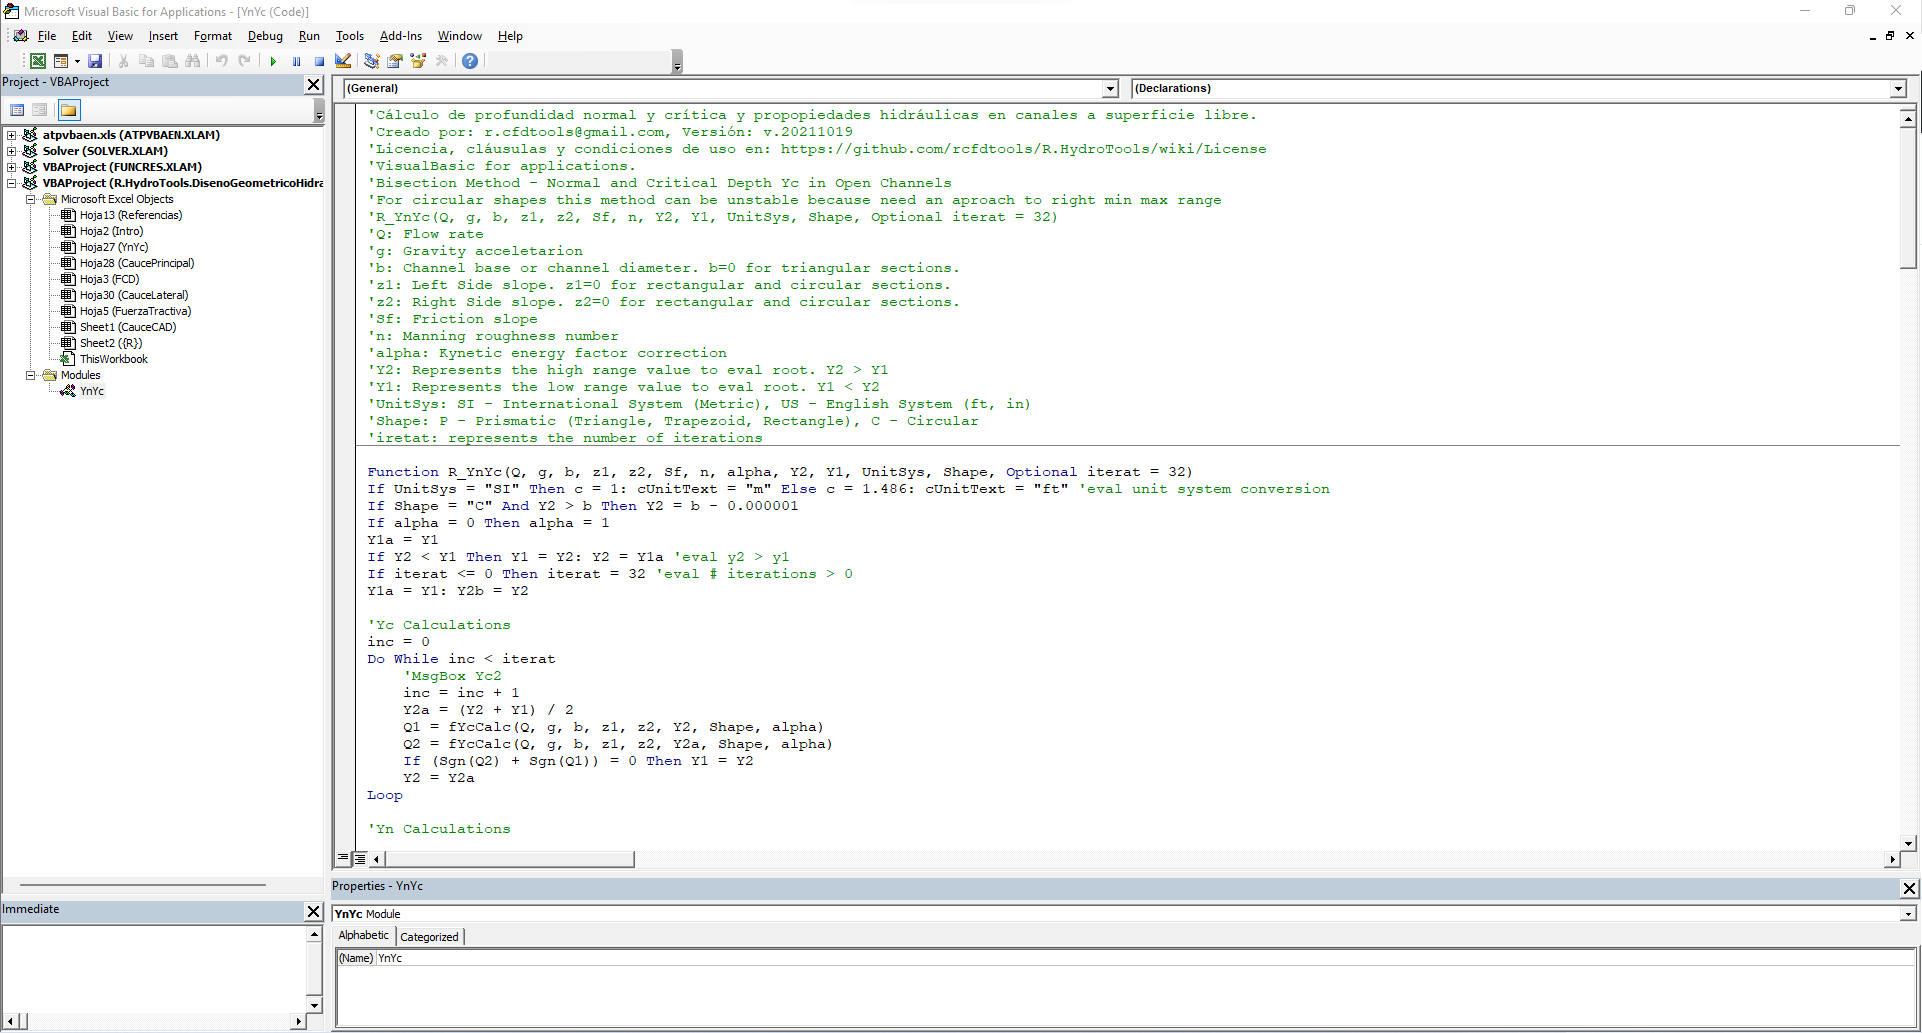 Microsoft Visual Basic for Applications - [YnYc (Code)]
File Edit View Insert Format Debug Run Tools Add-Ins Window Help
Project - VBAProject
atpvbaen.xls (ATPVBAEN.XLAM)
Solver (SOLVER.XLAM)
VBAProject (FUNCRES.XLAM)
VBAProject (R.HydroTools.DisenoGeometricoHidra
Microsoft Excel Objects
Hoja13 (Referencias)
Hoja2 (Intro)
Hoja27 (YnYc)
Hoja28 (CaucePrincipal)
Hoja3 (FCD)
Hoja30 (CauceLateral)
Hoja5 (FuerzaTractiva)
Sheet1 (CauceCAD)
Sheet2 ({R})
ThisWorkbook
Modules
YnYc
(General) (Declarations)
'Cálculo de profundidad normal y crítica y propopiedades hidráulicas en canales a superficie libre.
'Creado por: r.cfdtools@gmail.com, Versión: v.20211019
'Licencia, cláusulas y condiciones de uso en: https://github.com/rcfdtools/R.HydroTools/wiki/License
'VisualBasic for applications.
'Bisection Method - Normal and Critical Depth Yc in Open Channels
'For circular shapes this method can be unstable because need an aproach to right min max range
'R_YnYc(Q, g, b, z1, z2, Sf, n, Y2, Y1, UnitSys, Shape, Optional iterat = 32)
'Q: Flow rate
'g: Gravity acceletarion
'b: Channel base or channel diameter. b=0 for triangular sections.
'z1: Left Side slope. z1=0 for rectangular and circular sections.
'z2: Right Side slope. z2=0 for rectangular and circular sections.
'Sf: Friction slope
'n: Manning roughness number
'alpha: Kynetic energy factor correction
'Y2: Represents the high range value to eval root. Y2 > Y1
'Y1: Represents the low range value to eval root. Y1 < Y2
'UnitSys: SI - International System (Metric), US - English System (ft, in)
'Shape: P - Prismatic (Triangle, Trapezoid, Rectangle), C - Circular
'iretat: represents the number of iterations
Function R_YnYc(Q, g, b, z1, z2, Sf, n, alpha, Y2, Y1, UnitSys, Shape, Optional iterat = 32)
If UnitSys = "SI" Then c = 1: cUnitText = "m" Else c = 1.486: cUnitText = "ft" 'eval unit system conversion
If Shape = "C" And Y2 > b Then Y2 = b - 0.000001
If alpha = 0 Then alpha = 1
Y1a = Y1
If Y2 < Y1 Then Y1 = Y2: Y2 = Y1a 'eval y2 > y1
If iterat <= 0 Then iterat = 32 'eval # iterations > 0
Y1a = Y1: Y2b = Y2
'Yc Calculations
inc = 0
Do While inc < iterat
'MsgBox Yc2
inc = inc + 1
Y2a = (Y2 + Y1) / 2
Q1 = fYcCalc(Q, g, b, z1, z2, Y2, Shape, alpha)
Q2 = fYcCalc(Q, g, b, z1, z2, Y2a, Shape, alpha)
If (Sgn(Q2) + Sgn(Q1)) = 0 Then Y1 = Y2
Y2 = Y2a
Loop
'Yn Calculations
Properties - YnYc
YnYc Module
Alphabetic Categorized
(Name) YnYc
Immediate